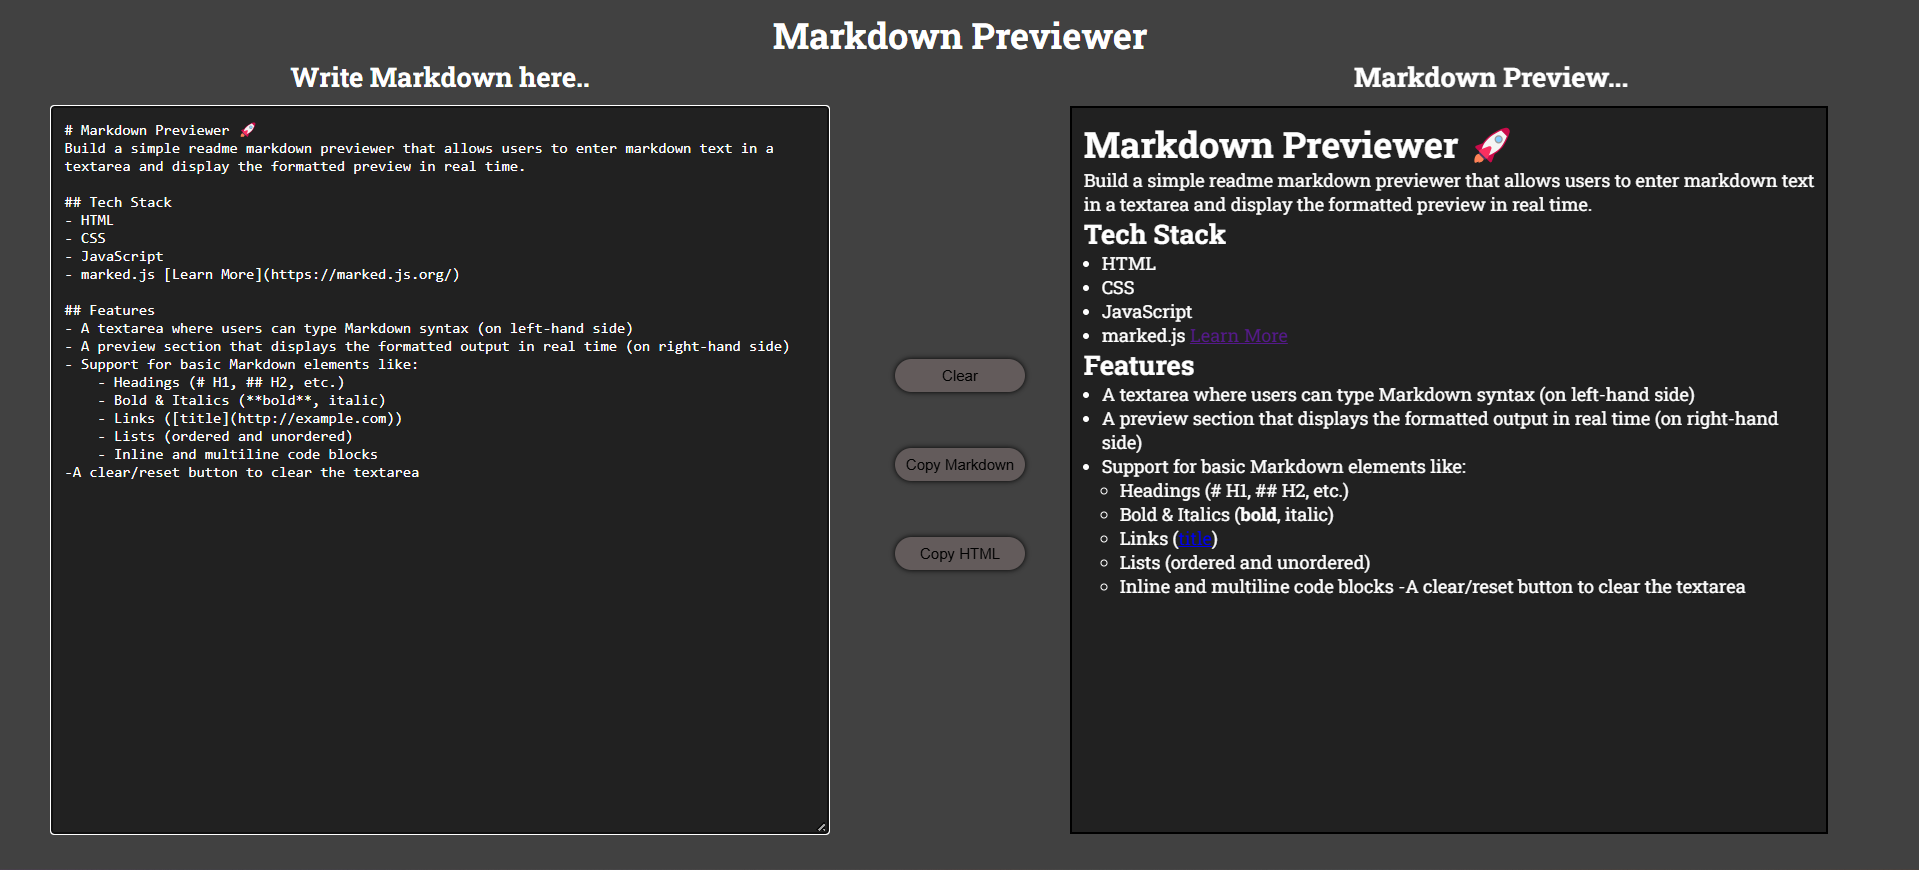 Markdown Previewer
Write Markdown here..
# Markdown Previewer 🚀
Build a simple readme markdown previewer that allows users to enter markdown text in a
textarea and display the formatted preview in real time.
## Tech Stack
- HTML
- CSS
- JavaScript
- marked.js [Learn More](https://marked.js.org/)
## Features
- A textarea where users can type Markdown syntax (on left-hand side)
- A preview section that displays the formatted output in real time (on right-hand side)
- Support for basic Markdown elements like:
    - Headings (# H1, ## H2, etc.)
    - Bold & Italics (**bold**, italic)
    - Links ([title](http://example.com))
    - Lists (ordered and unordered)
    - Inline and multiline code blocks
-A clear/reset button to clear the textarea
Clear
Copy Markdown
Copy HTML
Markdown Preview...
Markdown Previewer 🚀
Build a simple readme markdown previewer that allows users to enter markdown text
in a textarea and display the formatted preview in real time.
Tech Stack
• HTML
• CSS
• JavaScript
• marked.js Learn More
Features
• A textarea where users can type Markdown syntax (on left-hand side)
• A preview section that displays the formatted output in real time (on right-hand
side)
• Support for basic Markdown elements like:
◦ Headings (# H1, ## H2, etc.)
◦ Bold & Italics (bold, italic)
◦ Links (title)
◦ Lists (ordered and unordered)
◦ Inline and multiline code blocks -A clear/reset button to clear the textarea